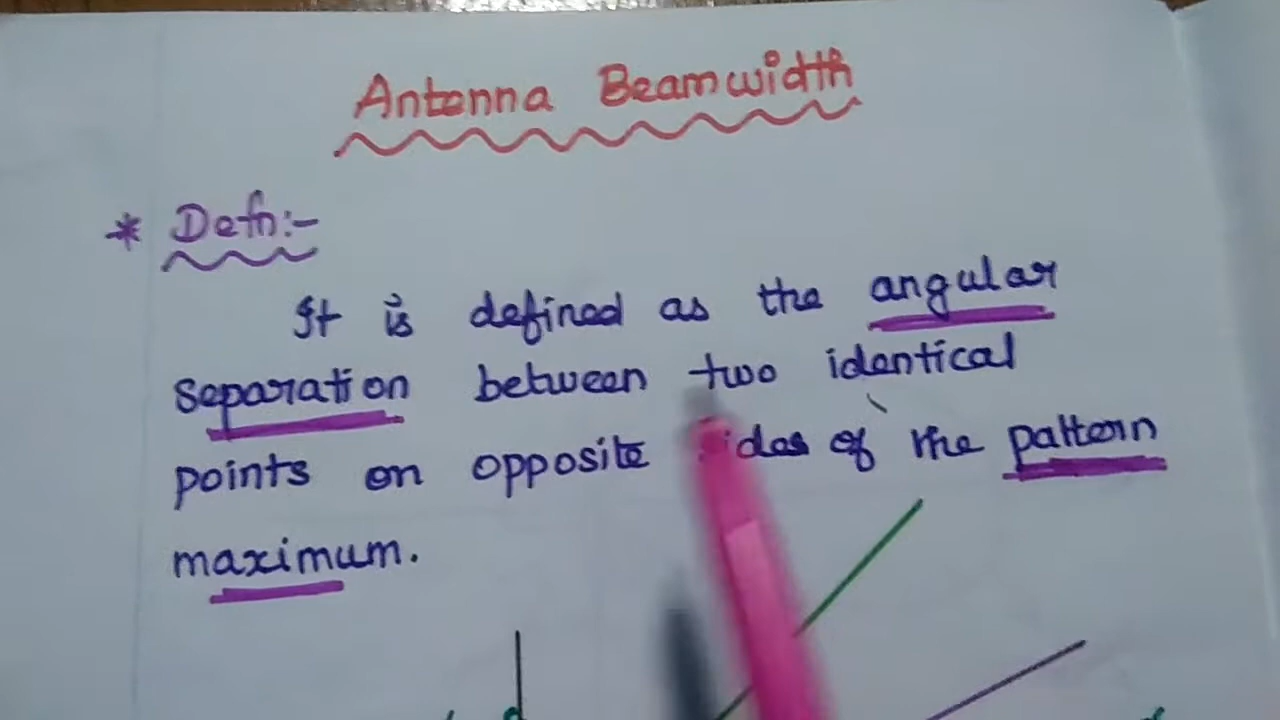 Antenna Beamwidth
* Defn:-
It is defined as the angular
separation between two identical
points on opposite sides of the pattern
maximum.